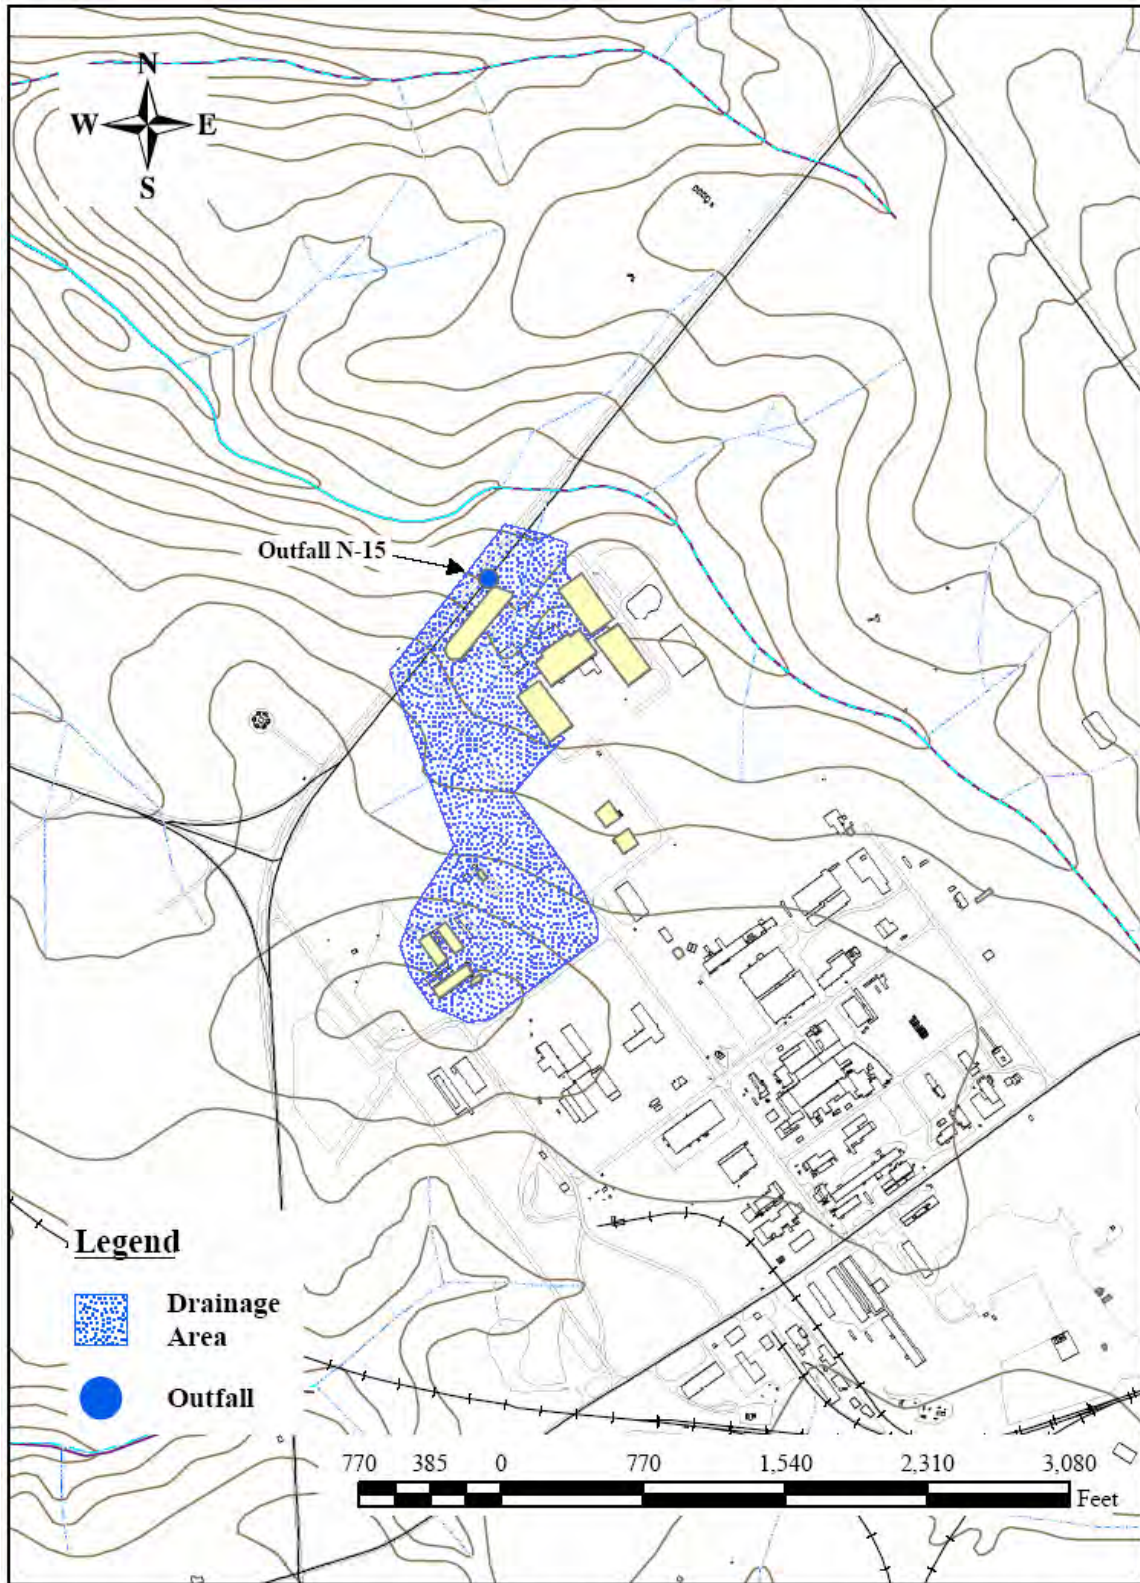 N
W E
S
Outfall N-15
Legend
Drainage
Area
Outfall
770 385 0 770 1,540 2,310 3,080
Feet